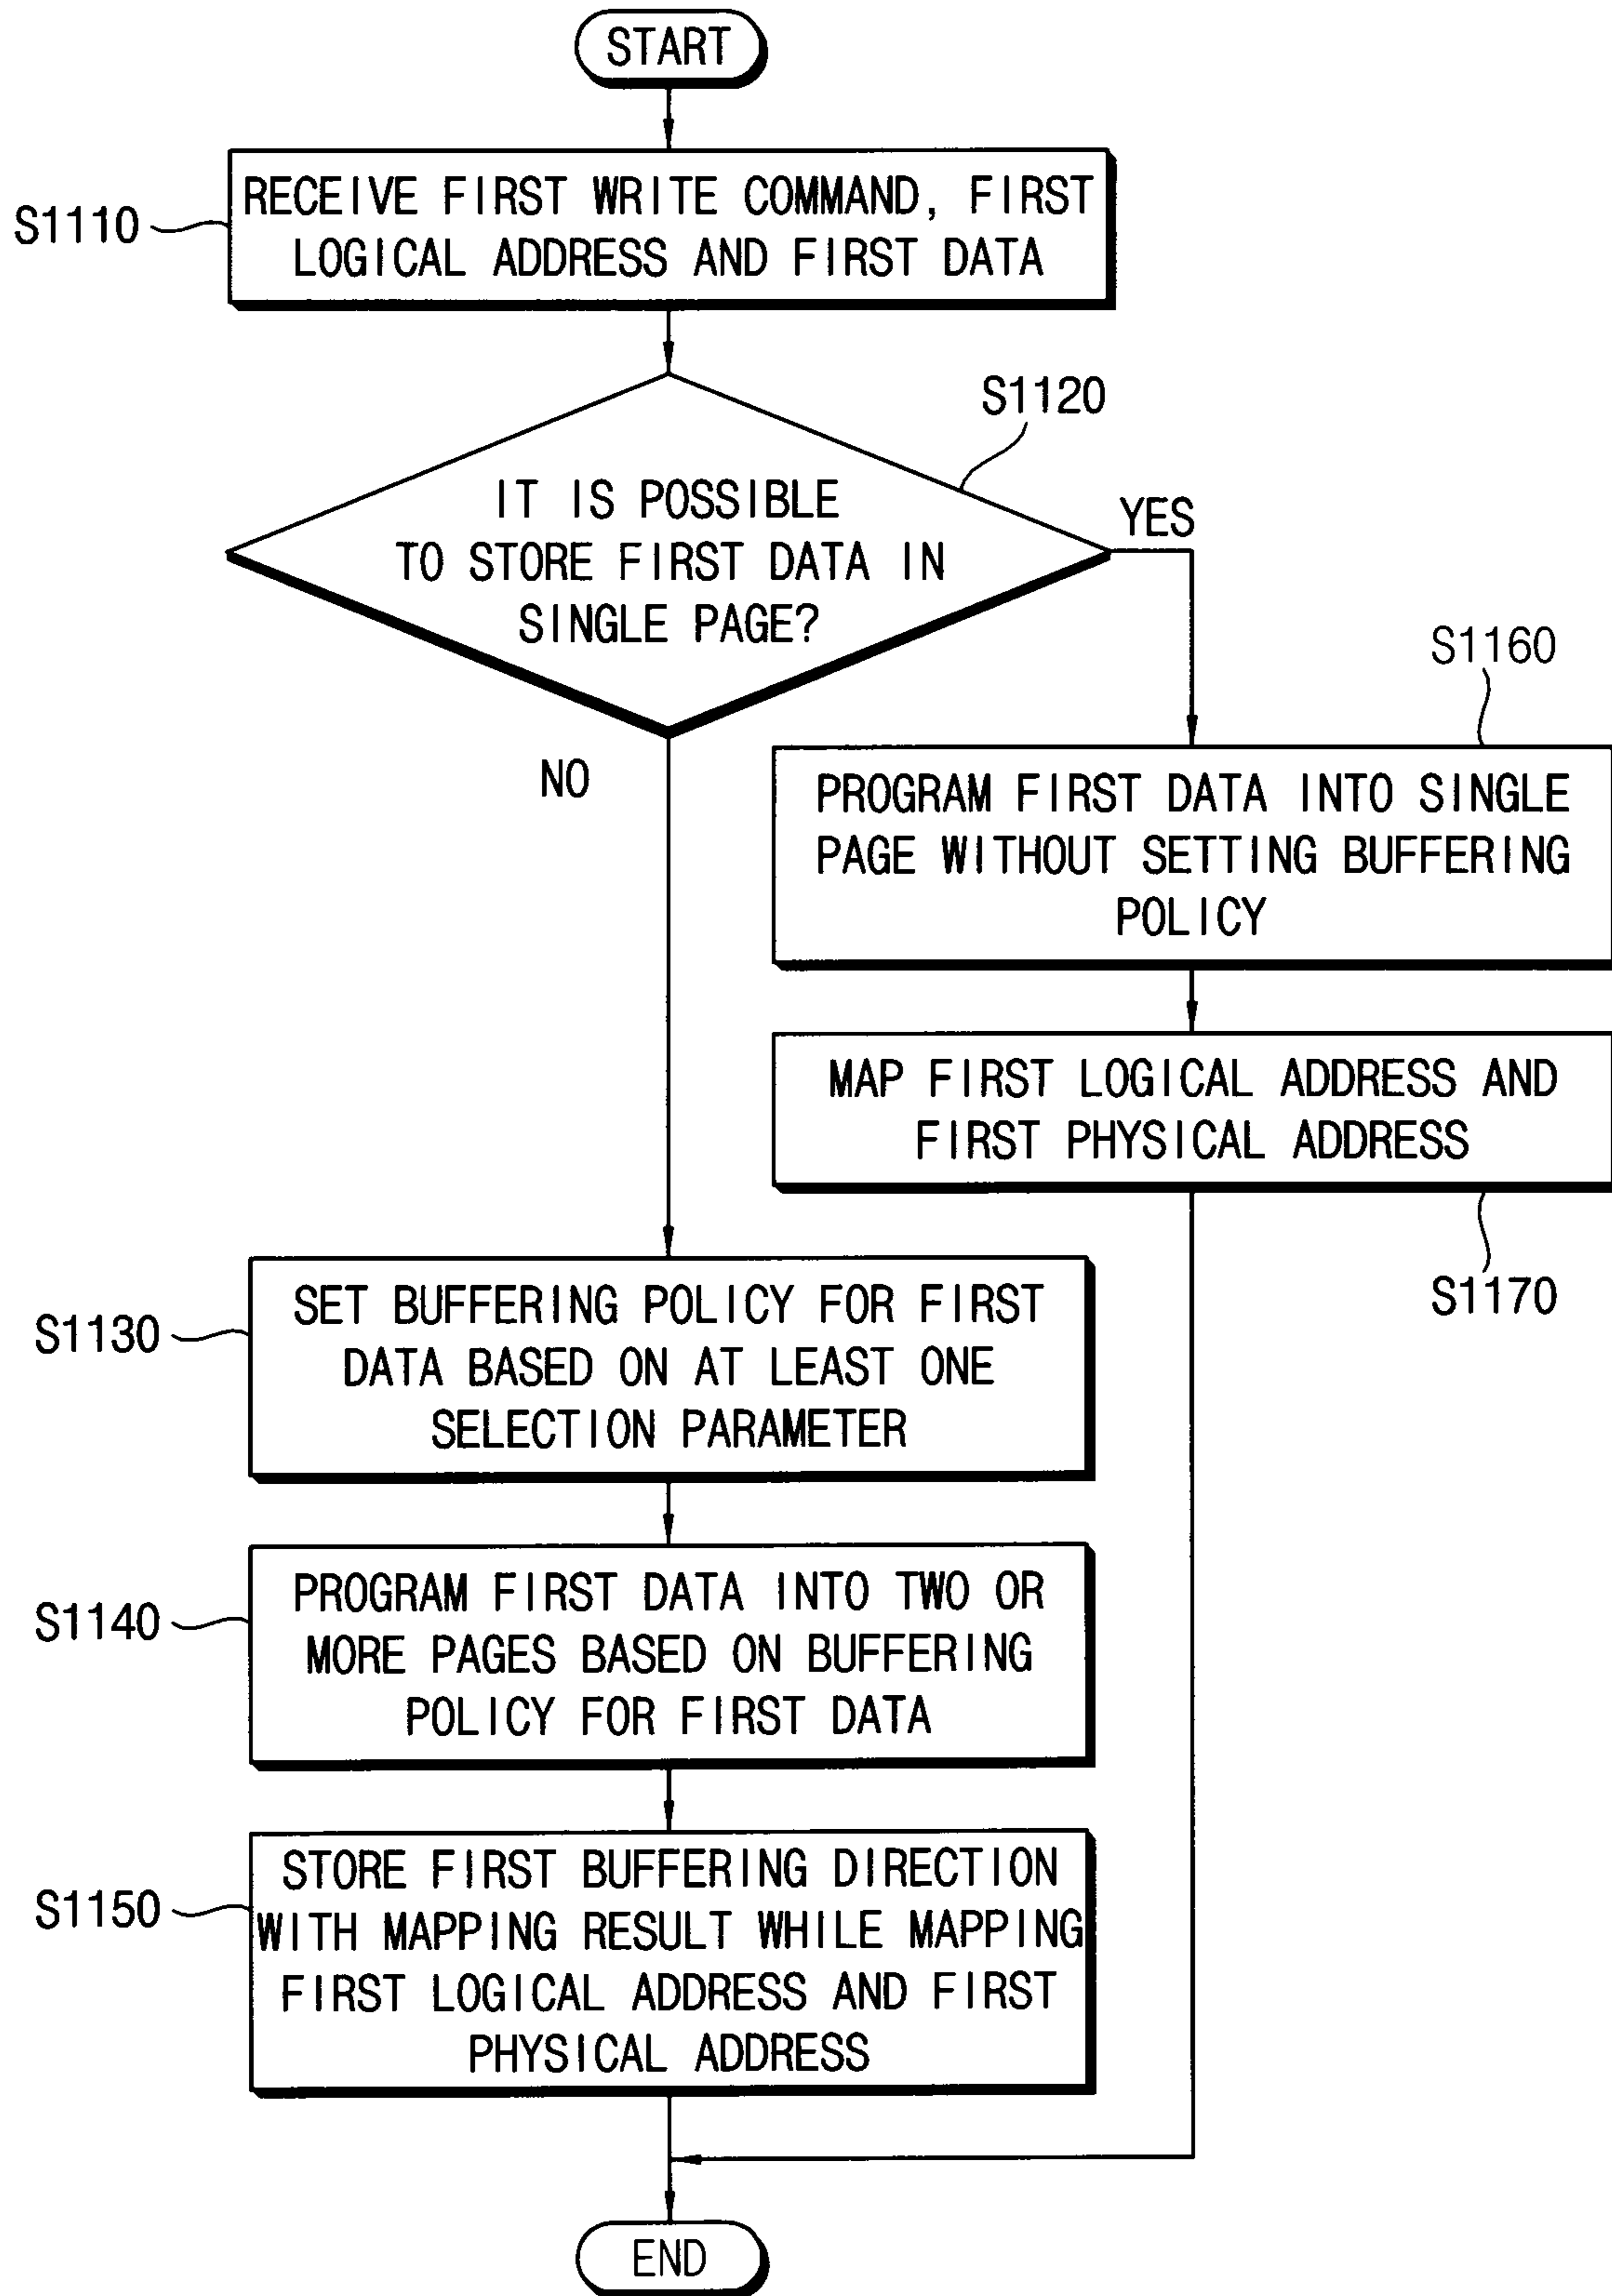 START
S1110
RECEIVE FIRST WRITE COMMAND, FIRST
LOGICAL ADDRESS AND FIRST DATA
S1120
IT IS POSSIBLE
TO STORE FIRST DATA IN
SINGLE PAGE?
YES
NO
S1160
PROGRAM FIRST DATA INTO SINGLE
PAGE WITHOUT SETTING BUFFERING
POLICY
MAP FIRST LOGICAL ADDRESS AND
FIRST PHYSICAL ADDRESS
S1170
S1130
SET BUFFERING POLICY FOR FIRST
DATA BASED ON AT LEAST ONE
SELECTION PARAMETER
S1140
PROGRAM FIRST DATA INTO TWO OR
MORE PAGES BASED ON BUFFERING
POLICY FOR FIRST DATA
S1150
STORE FIRST BUFFERING DIRECTION
WITH MAPPING RESULT WHILE MAPPING
FIRST LOGICAL ADDRESS AND FIRST
PHYSICAL ADDRESS
END